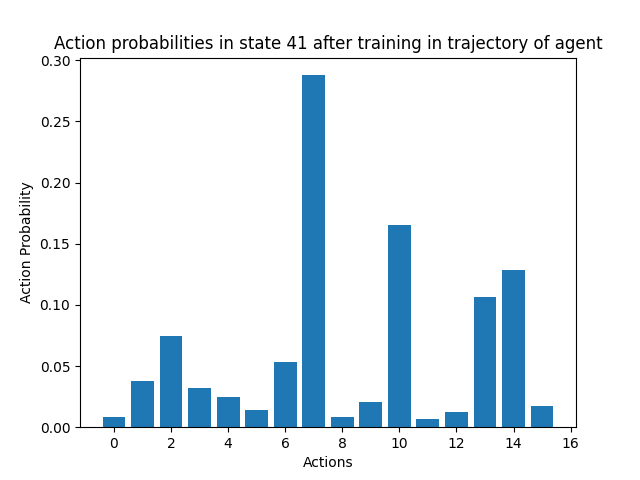 Action probabilities in state 41 after training in trajectory of agent
0.30
0.25
0.20
0.15
0.10
0.05
0.00
Action Probability
0 2 4 6 8 10 12 14 16
Actions